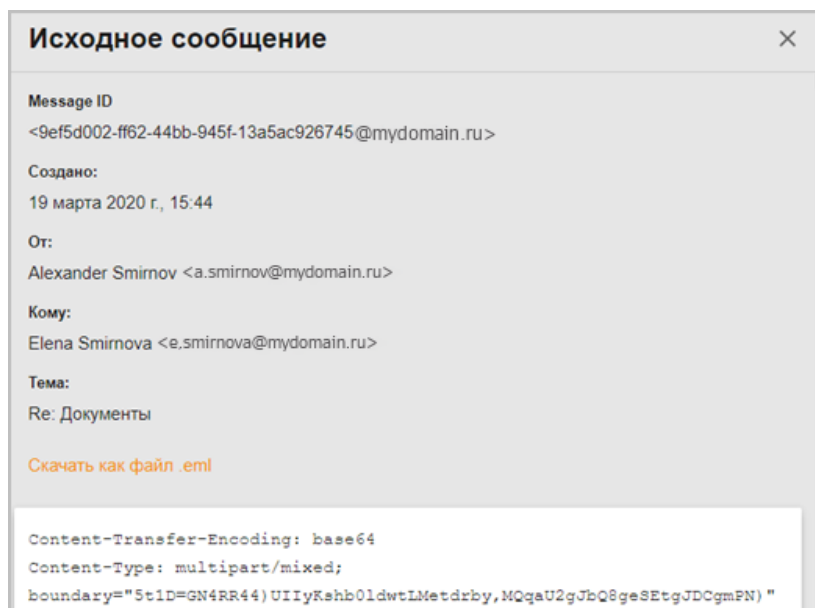 Исходное сообщение
Message ID
<9ef5d002-ff62-44bb-945f-13a5ac926745@mydomain.ru>
Создано:
19 марта 2020 г., 15:44
От:
Alexander Smirnov <a.smirnov@mydomain.ru>
Кому:
Elena Smirnova <e,smirnova@mydomain.ru>
Тема:
Re: Документы
Скачать как файл .eml
Content-Transfer-Encoding: base64
Content-Type: multipart/mixed;
boundary="5t1D=GN4RR44)UIIyKshb0ldwtLMetdrby,MQqaU2gJbQ8geSEtgJDCgmPN)"